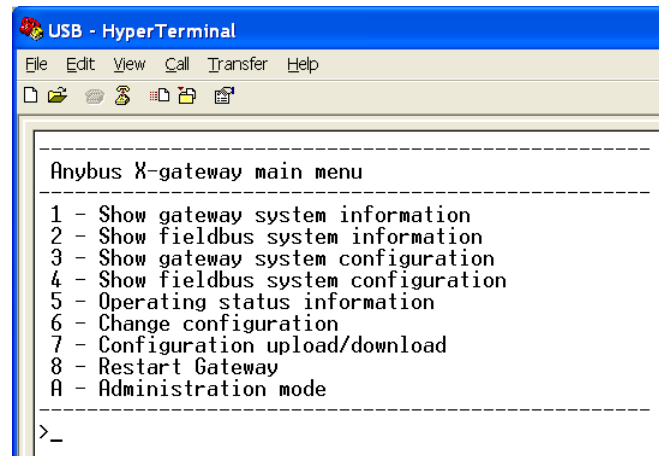 USB - HyperTerminal
File Edit View Call Transfer Help
Anybus X-gateway main menu
1 - Show gateway system information
2 - Show fieldbus system information
3 - Show gateway system configuration
4 - Show fieldbus system configuration
5 - Operating status information
6 - Change configuration
7 - Configuration upload/download
8 - Restart Gateway
A - Administration mode
>_